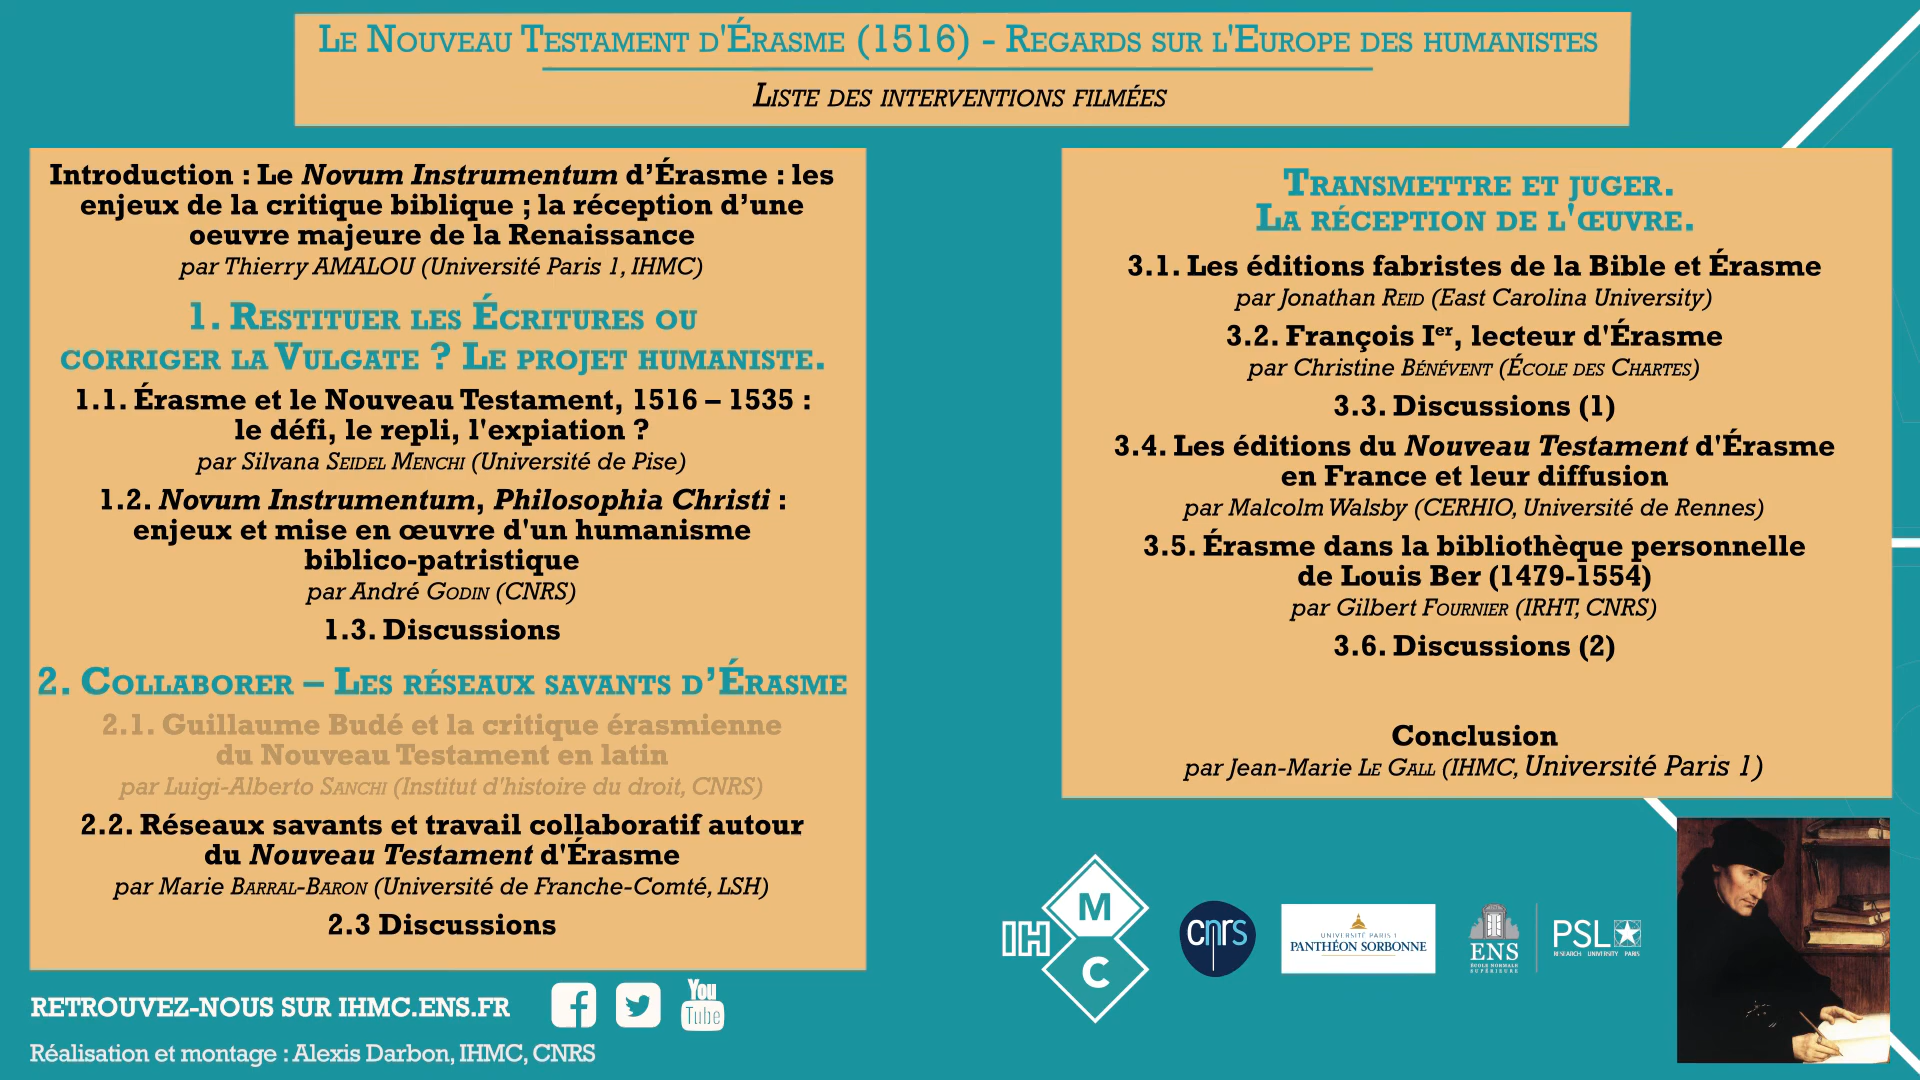 Le Nouveau Testament d'Érasme (1516) - Regards sur l'Europe des humanistes
Liste des interventions filmées
Introduction : Le Novum Instrumentum d’Érasme : les
enjeux de la critique biblique ; la réception d’une
oeuvre majeure de la Renaissance
par Thierry AMALOU (Université Paris 1, IHMC)
1. Restituer les Écritures ou
corriger la Vulgate ? Le projet humaniste.
1.1. Érasme et le Nouveau Testament, 1516 – 1535 :
le défi, le repli, l'expiation ?
par Silvana Seidel Menchi (Université de Pise)
1.2. Novum Instrumentum, Philosophia Christi :
enjeux et mise en œuvre d'un humanisme
biblico-patristique
par André Godin (CNRS)
1.3. Discussions
2. Collaborer – Les réseaux savants d’Érasme
2.1. Guillaume Budé et la critique érasmienne
du Nouveau Testament en latin
par Luigi-Alberto Sanchi (Institut d'histoire du droit, CNRS)
2.2. Réseaux savants et travail collaboratif autour
du Nouveau Testament d'Érasme
par Marie Barral-Baron (Université de Franche-Comté, LSH)
2.3 Discussions
Transmettre et juger.
La réception de l'œuvre.
3.1. Les éditions fabristes de la Bible et Érasme
par Jonathan Reid (East Carolina University)
3.2. François Ier, lecteur d'Érasme
par Christine Bénévent (École des Chartes)
3.3. Discussions (1)
3.4. Les éditions du Nouveau Testament d'Érasme
en France et leur diffusion
par Malcolm Walsby (CERHIO, Université de Rennes)
3.5. Érasme dans la bibliothèque personnelle
de Louis Ber (1479-1554)
par Gilbert Fournier (IRHT, CNRS)
3.6. Discussions (2)
Conclusion
par Jean-Marie Le Gall (IHMC, Université Paris 1)
RETROUVEZ-NOUS SUR IHMC.ENS.FR
You
Tube
Réalisation et montage : Alexis Darbon, IHMC, CNRS
IH
M
C
cnrs
UNIVERSITÉ PARIS 1
PANTHÉON SORBONNE
ENS
ÉCOLE NORMALE
SUPÉRIEURE
PSL
RESEARCH UNIVERSITY PARIS